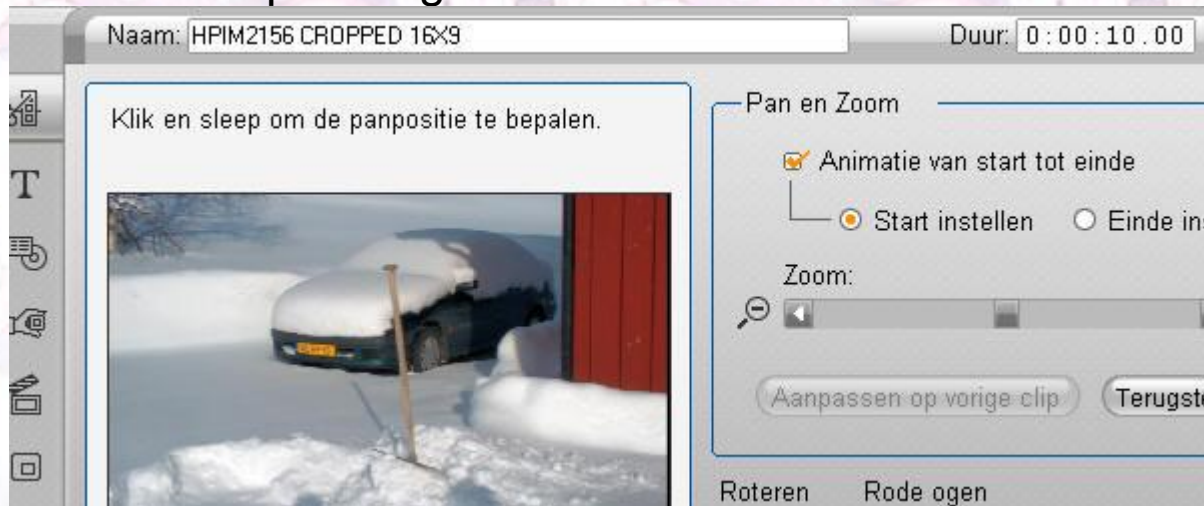 Naam: HPIM2156 CROPPED 16X9
Duur: 0:00:10.00
Klik en sleep om de panpositie te bepalen.
Pan en Zoom
Animatie van start tot einde
Start instellen
Einde
Zoom:
Aanpassen op vorige clip
Roteren
Rode ogen
T